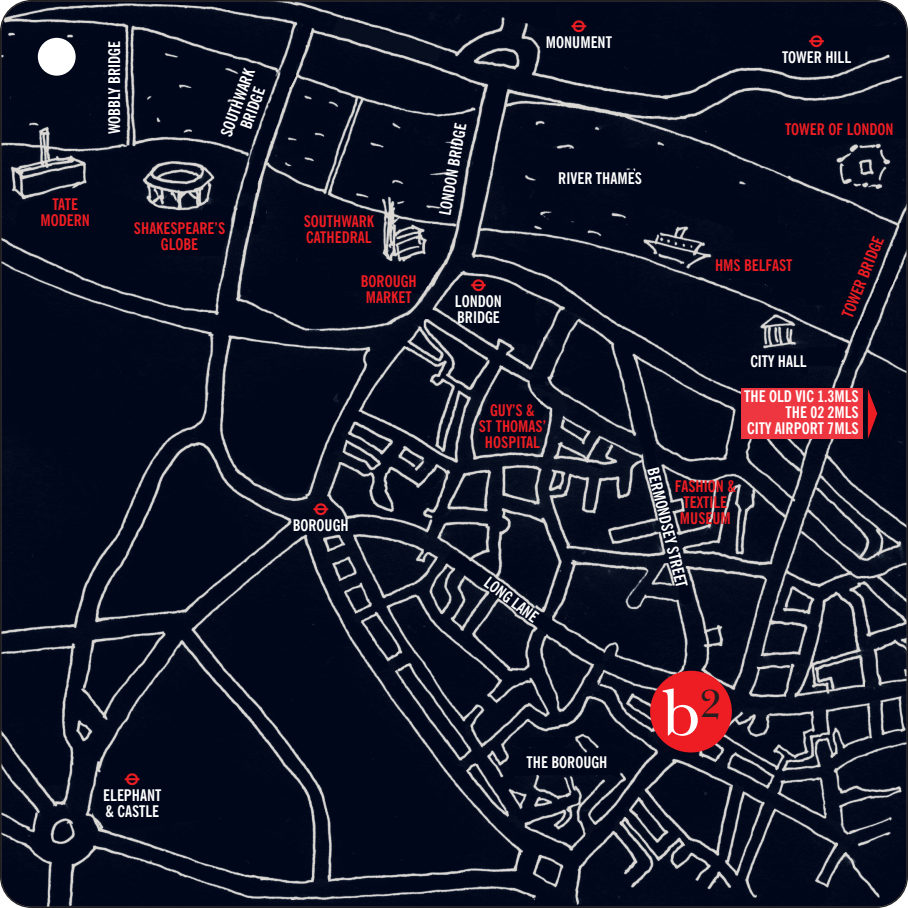 MONUMENT
TOWER HILL
WOBBLY BRIDGE
SOUTHWARK
BRIDGE
LONDON BRIDGE
TOWER OF LONDON
RIVER THAMES
TATE
MODERN
SHAKESPEARE'S
GLOBE
SOUTHWARK
CATHEDRAL
HMS BELFAST
TOWER BRIDGE
BOROUGH
MARKET
LONDON
BRIDGE
CITY HALL
THE OLD VIC 1.3MLS
THE 02 2MLS
CITY AIRPORT 7MLS
GUY'S &
ST THOMAS'
HOSPITAL
BERMONDSEY STREET
FASHION &
TEXTILE
MUSEUM
BOROUGH
LONG LANE
b2
THE BOROUGH
ELEPHANT
& CASTLE